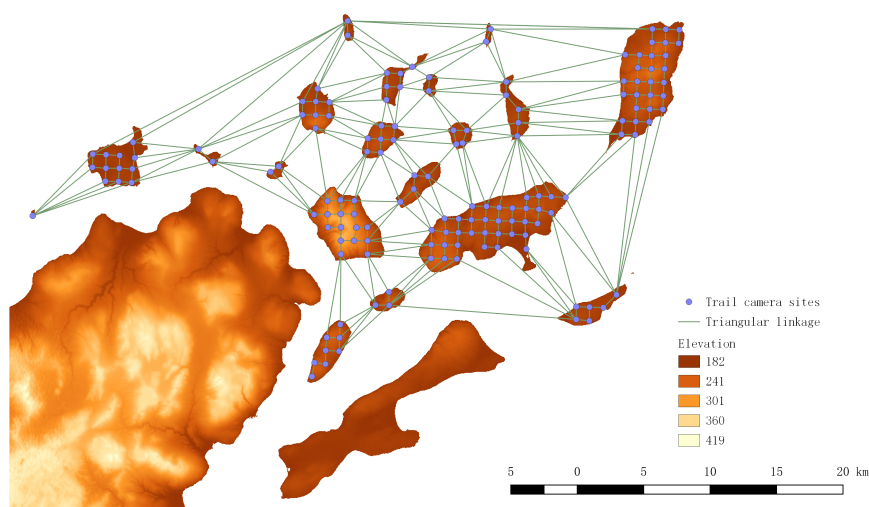 Trail camera sites
Triangular linkage
Elevation
182
241
301
360
419
5 0 5 10 15 20 km